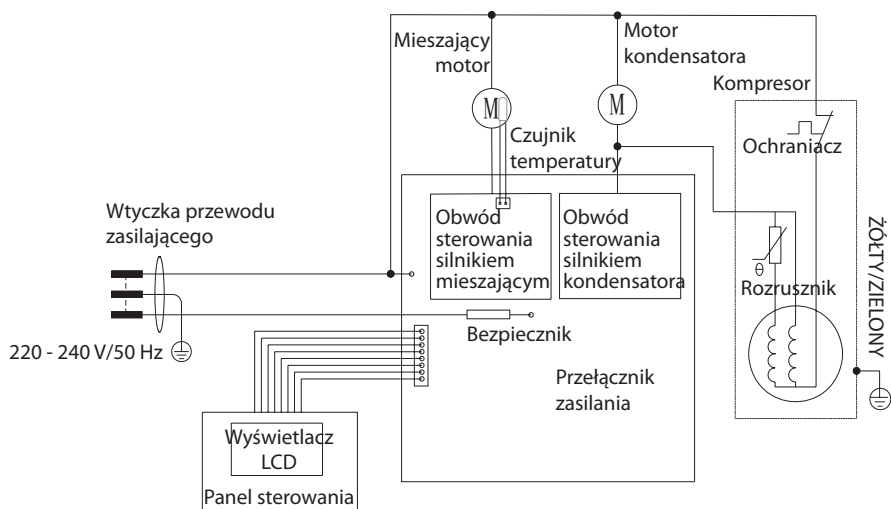 Mieszający
motor
Motor
kondensatora
Kompresor
M
M
Czujnik
temperatury
Ochraniacz
Wtyczka przewodu
zasilającego
Obwód
sterowania
silnikiem
mieszającym
Obwód
sterowania
silnikiem
kondensatora
θ
Rozrusznik
ŻÓŁTY/ZIELONY
Bezpiecznik
220 - 240 V/50 Hz
Przełącznik
zasilania
Wyświetlacz
LCD
Panel sterowania